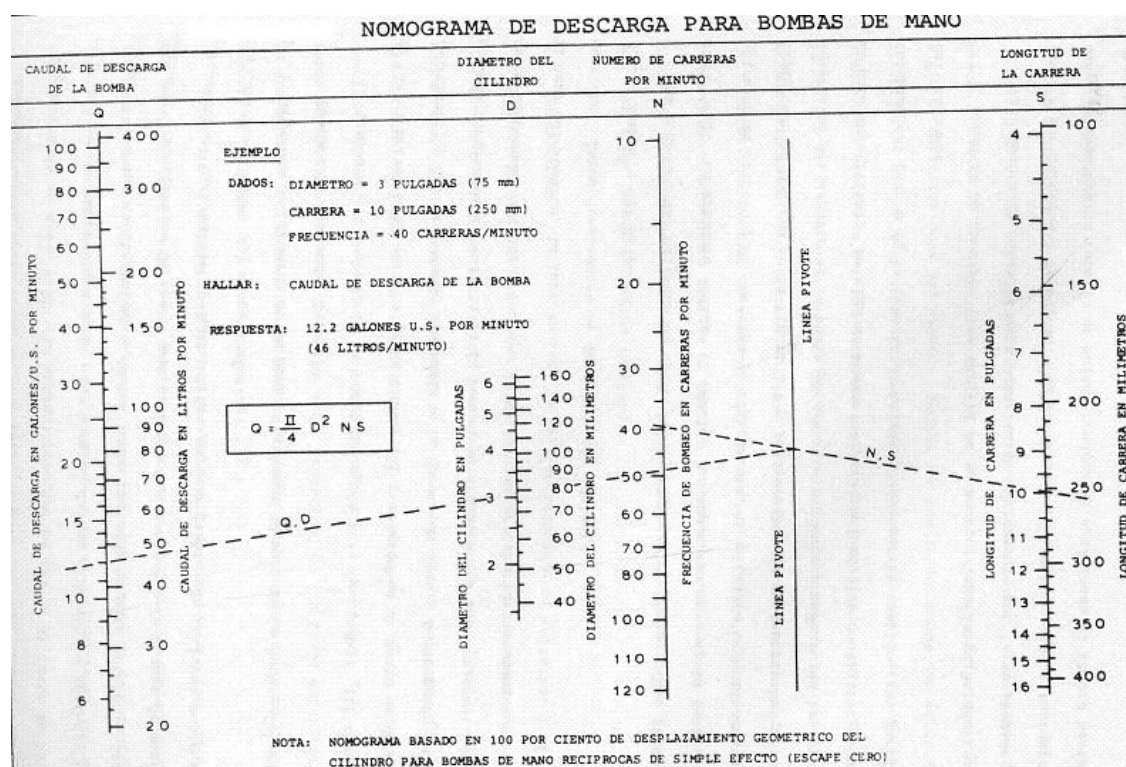 NOMOGRAMA DE DESCARGA PARA BOMBAS DE MANO
CAUDAL DE DESCARGA
DE LA BOMBA
DIAMETRO DEL
CILINDRO
NUMERO DE CARRERAS
POR MINUTO
LONGITUD DE
LA CARRERA
Q
D
N
S
EJEMPLO
DADOS: DIAMETRO = 3 PULGADAS (75 mm)
CARRERA = 10 PULGADAS (250 mm)
FRECUENCIA = 40 CARRERAS/MINUTO
HALLAR: CAUDAL DE DESCARGA DE LA BOMBA
RESPUESTA: 12.2 GALONES U.S. POR MINUTO
(46 LITROS/MINUTO)
Q = II/4 D² N S
CAUDAL DE DESCARGA EN GALONES/U.S. POR MINUTO
100
90
80
70
60
50
40
30
20
15
10
8
6
400
300
200
150
100
90
80
70
60
50
40
30
20
CAUDAL DE DESCARGA EN LITROS POR MINUTO
Q,D
DIAMETRO DEL CILINDRO EN PULGADAS
6
5
4
3
2
160
140
120
100
90
80
70
60
50
40
DIAMETRO DEL CILINDRO EN MILIMETROS
10
20
30
40
50
60
70
80
100
110
120
FRECUENCIA DE BOMBEO EN CARRERAS POR MINUTO
LINEA PIVOTE
LINEA PIVOTE
N,S
LONGITUD DE CARRERA EN PULGADAS
4
5
6
7
8
9
10
11
12
13
14
15
16
100
150
200
250
300
350
400
LONGITUD DE CARRERA EN MILIMETROS
NOTA: NOMOGRAMA BASADO EN 100 POR CIENTO DE DESPLAZAMIENTO GEOMETRICO DEL
CILINDRO PARA BOMBAS DE MANO RECIPROCAS DE SIMPLE EFECTO (ESCAPE CERO)